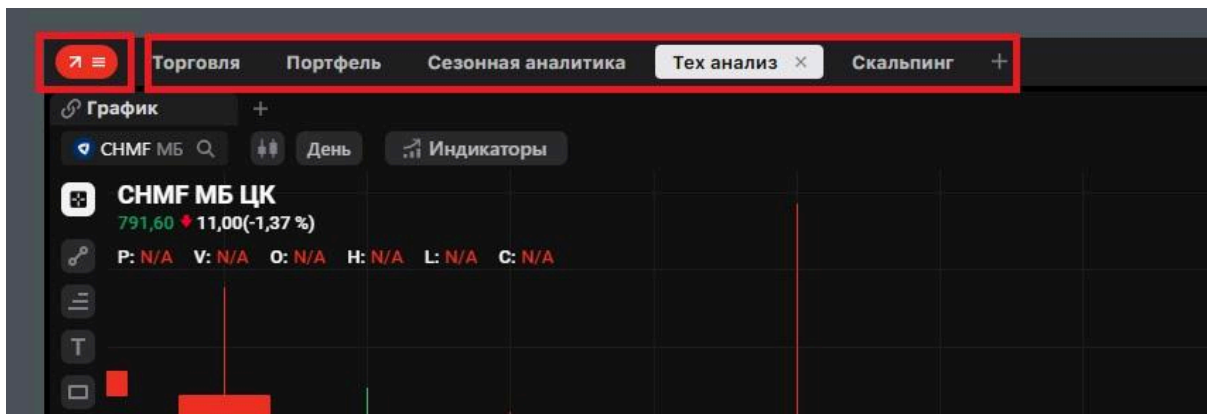 Торговля Портфель Сезонная аналитика Тех анализ × Скальпинг +
График +
CHMF МБ День Индикаторы
CHMF МБ ЦК
791,60 11,00(-1,37 %)
P: N/A V: N/A O: N/A H: N/A L: N/A C: N/A
T